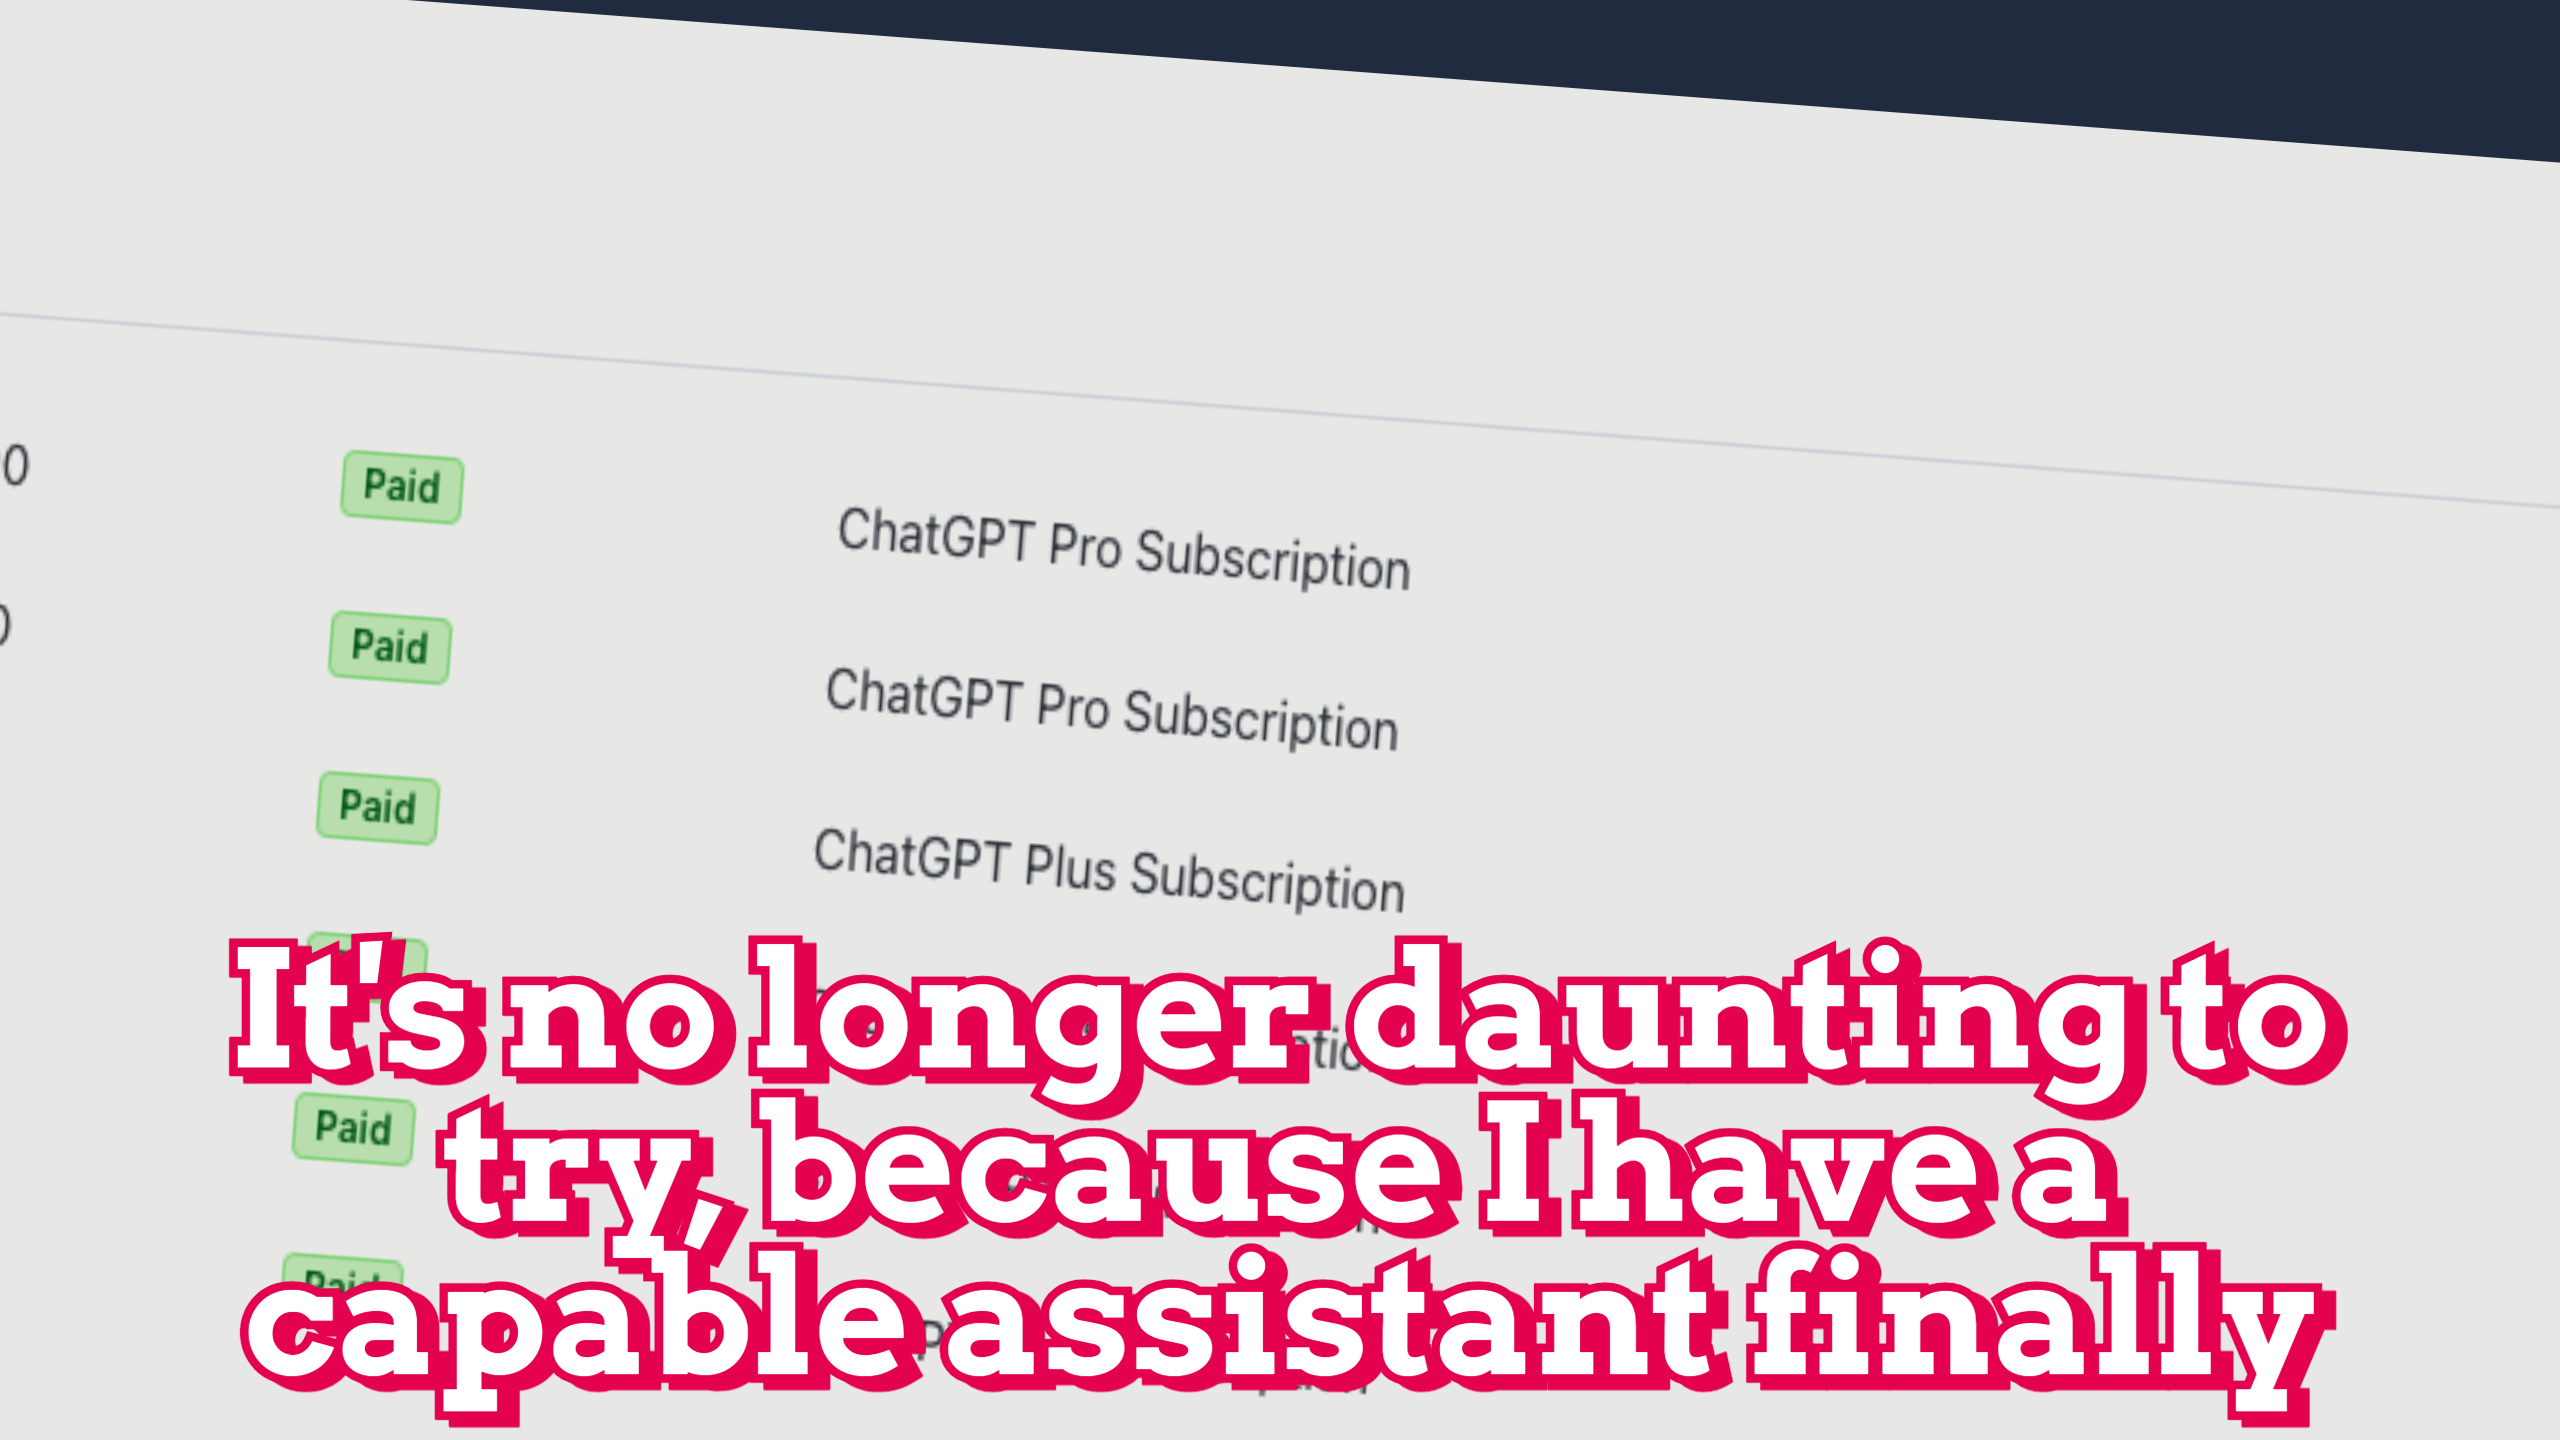 0
Paid
ChatGPT Pro Subscription
0
Paid
ChatGPT Pro Subscription
Paid
ChatGPT Plus Subscription
It's no longer daunting to
Paid
try, because I have a
Paid
capable assistant finally